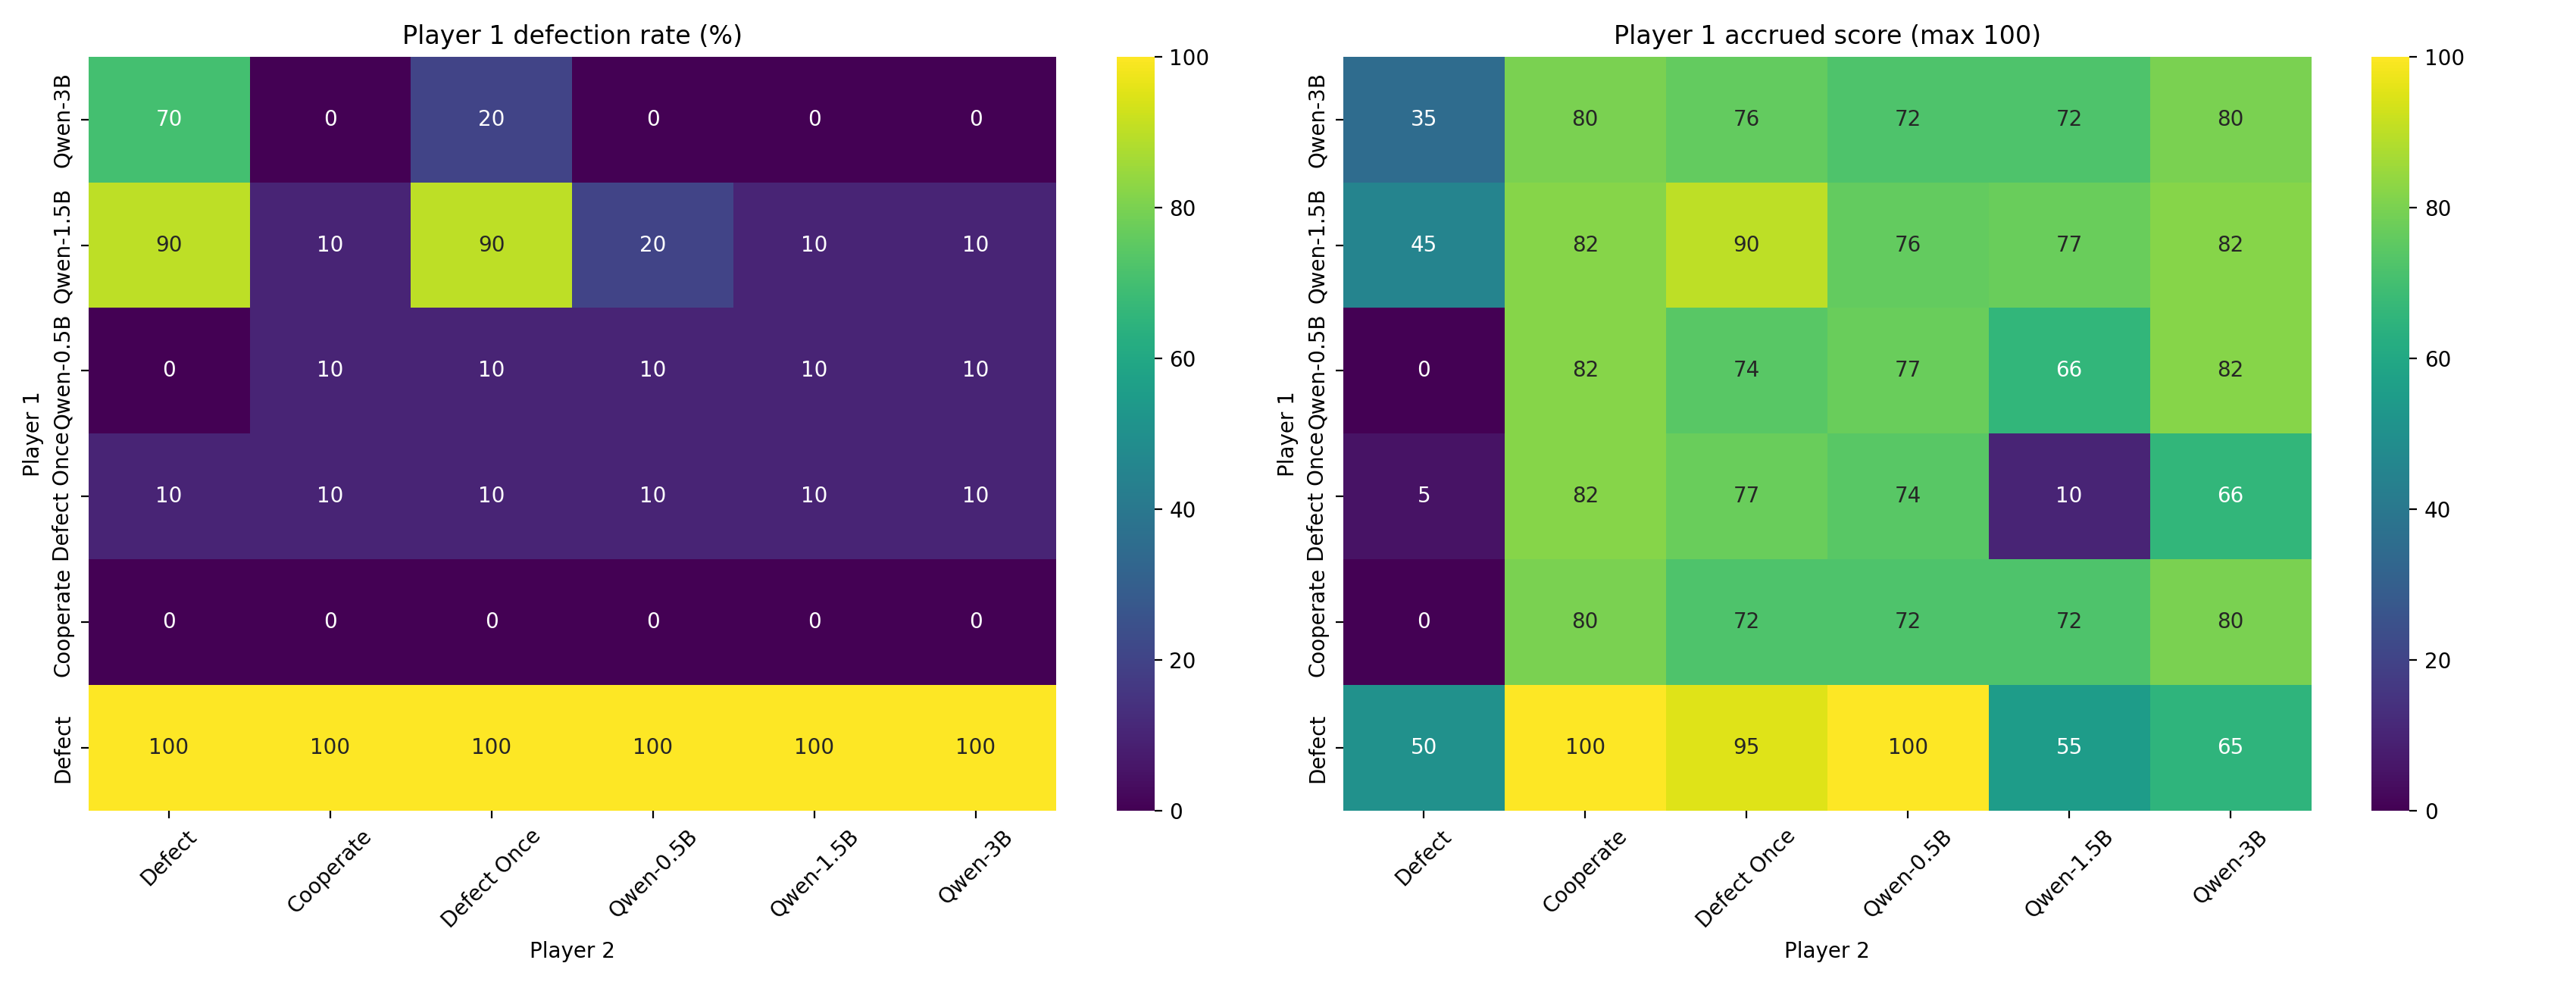 Player 1 defection rate (%)
Player 1
Qwen-3B
70 0 20 0 0 0
Qwen-1.5B
90 10 90 20 10 10
Qwen-0.5B
0 10 10 10 10 10
Defect Once
10 10 10 10 10 10
Cooperate
0 0 0 0 0 0
Defect
100 100 100 100 100 100
Defect Cooperate Defect Once Qwen-0.5B Qwen-1.5B Qwen-3B
Player 2
100
80
60
40
20
0
Player 1 accrued score (max 100)
Player 1
Qwen-3B
35 80 76 72 72 80
Qwen-1.5B
45 82 90 76 77 82
Qwen-0.5B
0 82 74 77 66 82
Defect Once
5 82 77 74 10 66
Cooperate
0 80 72 72 72 80
Defect
50 100 95 100 55 65
Defect Cooperate Defect Once Qwen-0.5B Qwen-1.5B Qwen-3B
Player 2
100
80
60
40
20
0